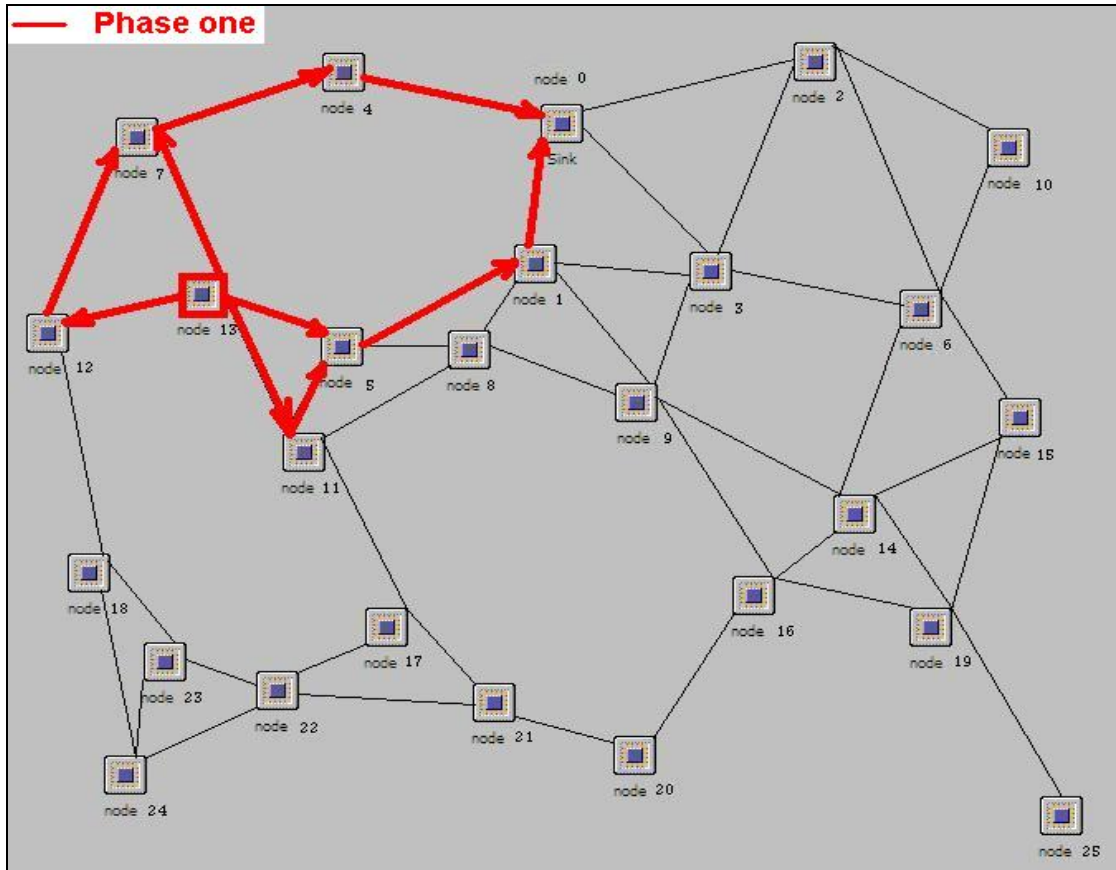 Phase one
node 0
node 2
node 4
Sink
node 7
node 10
node 1
node 3
node 13
node 6
node 12
node 5
node 8
node 9
node 15
node 11
node 14
node 18
node 16
node 17
node 19
node 23
node 22
node 21
node 20
node 24
node 25